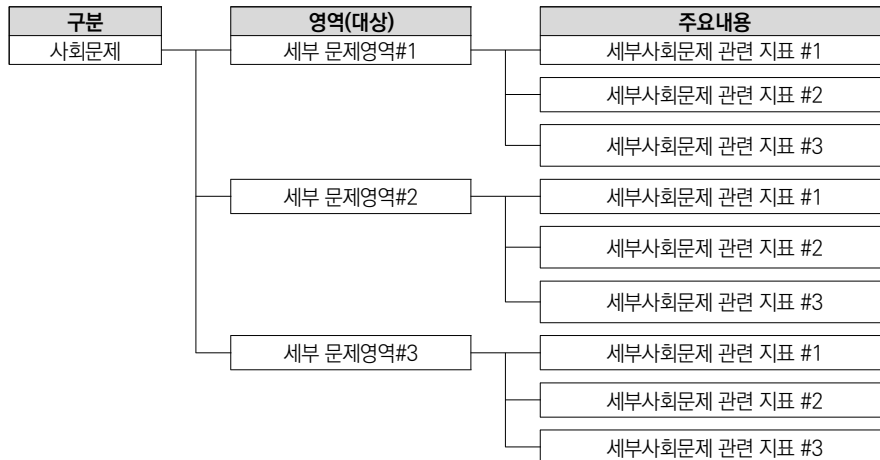 구분 영역(대상) 주요내용
사회문제 세부 문제영역#1 세부사회문제 관련 지표 #1
세부사회문제 관련 지표 #2
세부사회문제 관련 지표 #3
세부 문제영역#2 세부사회문제 관련 지표 #1
세부사회문제 관련 지표 #2
세부사회문제 관련 지표 #3
세부 문제영역#3 세부사회문제 관련 지표 #1
세부사회문제 관련 지표 #2
세부사회문제 관련 지표 #3